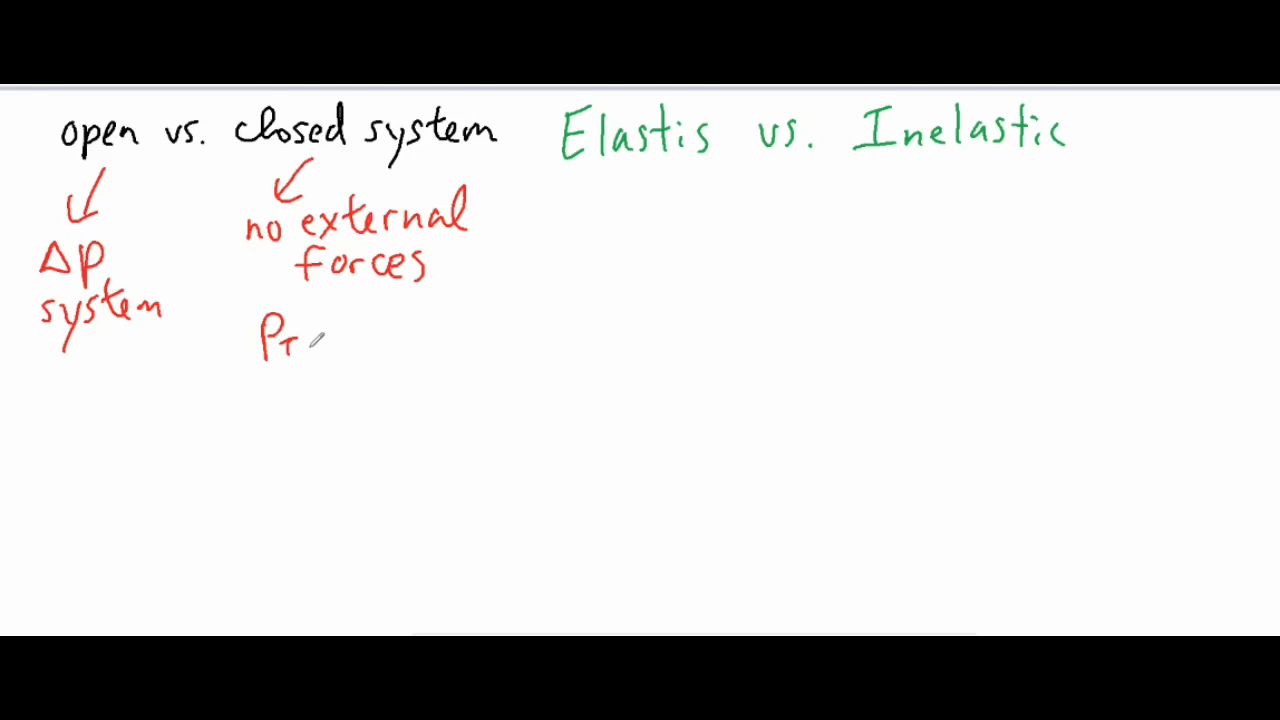 open vs. closed system
Elastis vs. Inelastic
Δp
system
no external
forces
PT